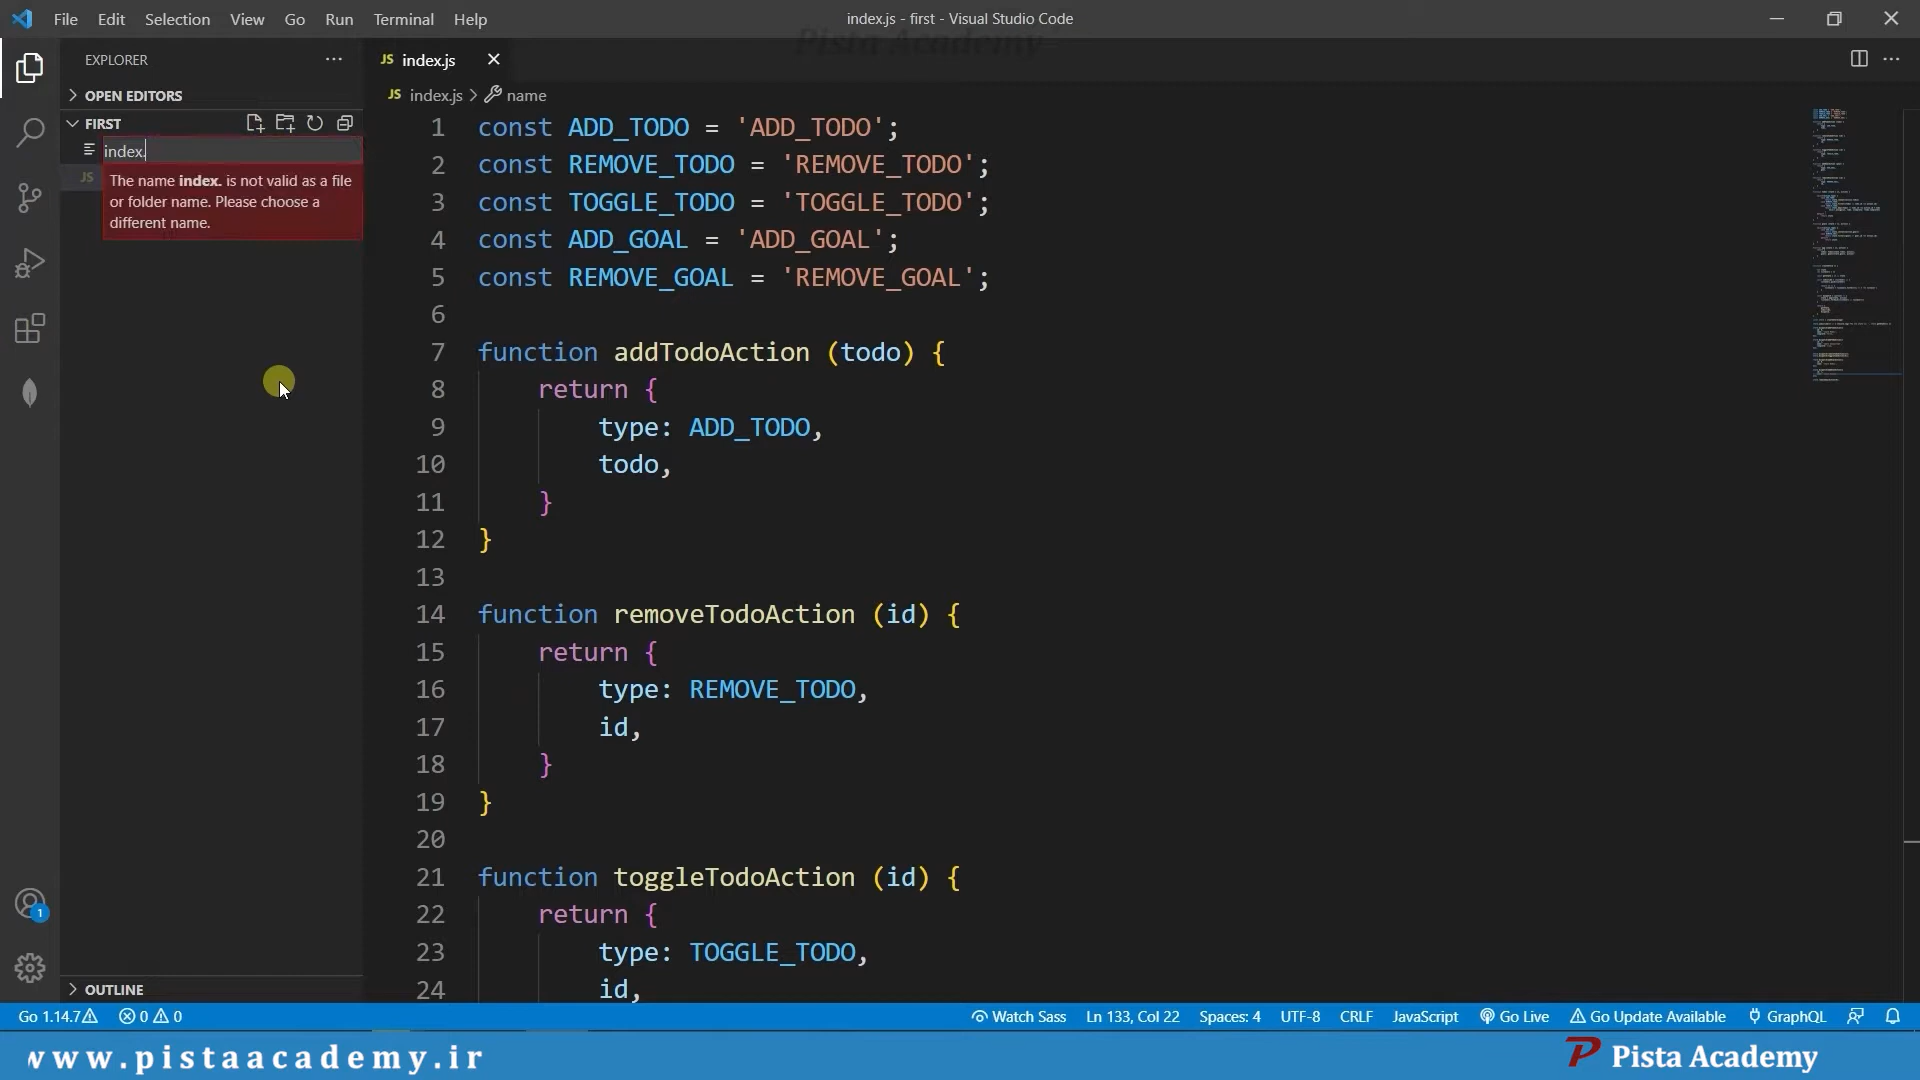 File Edit Selection View Go Run Terminal Help
index.js - first - Visual Studio Code
Pista Academy
EXPLORER
JS index.js
OPEN EDITORS
JS index.js > name
FIRST
index.
JS
The name index. is not valid as a file
or folder name. Please choose a
different name.
1 const ADD_TODO = 'ADD_TODO';
2 const REMOVE_TODO = 'REMOVE_TODO';
3 const TOGGLE_TODO = 'TOGGLE_TODO';
4 const ADD_GOAL = 'ADD_GOAL';
5 const REMOVE_GOAL = 'REMOVE_GOAL';
6
7 function addTodoAction (todo) {
8 return {
9 type: ADD_TODO,
10 todo,
11 }
12 }
13
14 function removeTodoAction (id) {
15 return {
16 type: REMOVE_TODO,
17 id,
18 }
19 }
20
21 function toggleTodoAction (id) {
22 return {
23 type: TOGGLE_TODO,
24 id,
1
OUTLINE
Go 1.14.7 0 0 Watch Sass Ln 133, Col 22 Spaces: 4 UTF-8 CRLF JavaScript Go Live Go Update Available GraphQL
www.pistaacademy.ir
P Pista Academy